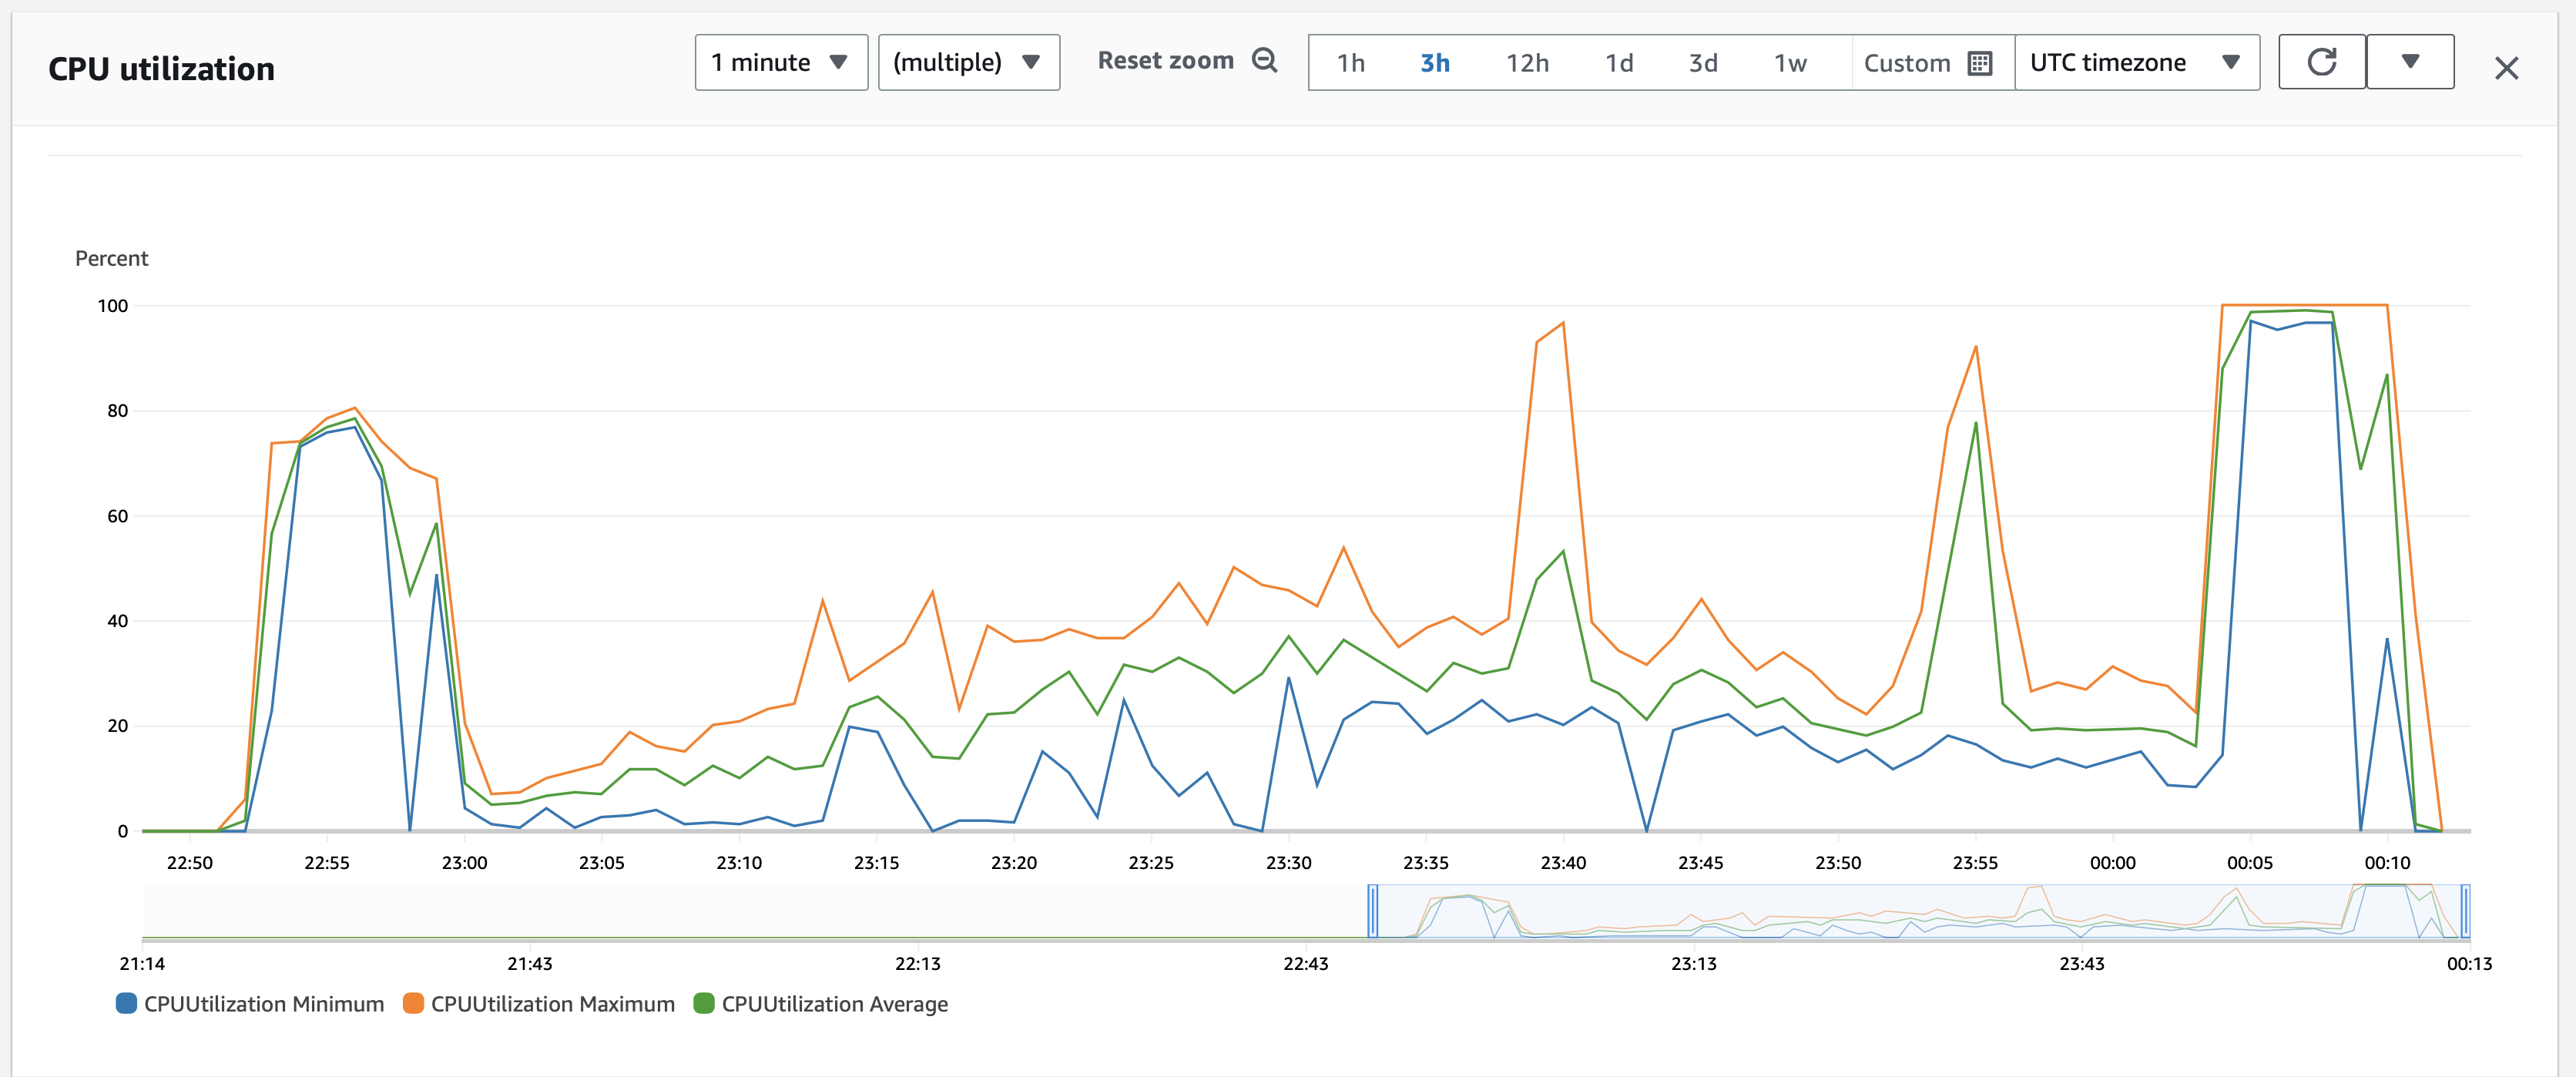 CPU utilization
1 minute
(multiple)
Reset zoom
1h 3h 12h 1d 3d 1w Custom
UTC timezone
Percent
100
80
60
40
20
0
22:50 22:55 23:00 23:05 23:10 23:15 23:20 23:25 23:30 23:35 23:40 23:45 23:50 23:55 00:00 00:05 00:10
21:14 21:43 22:13 22:43 23:13 23:43 00:13
CPUUtilization Minimum CPUUtilization Maximum CPUUtilization Average